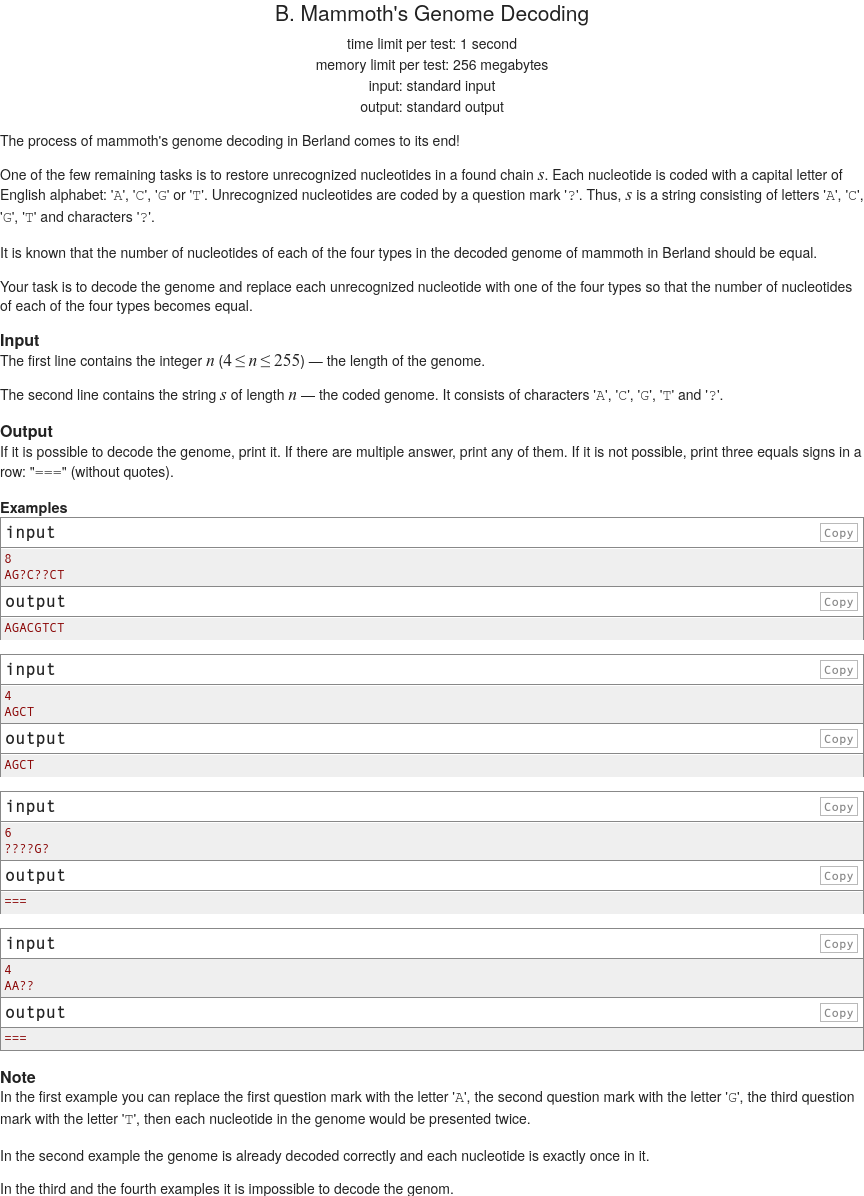 B. Mammoth's Genome Decoding
time limit per test: 1 second
memory limit per test: 256 megabytes
input: standard input
output: standard output
The process of mammoth's genome decoding in Berland comes to its end!
One of the few remaining tasks is to restore unrecognized nucleotides in a found chain s. Each nucleotide is coded with a capital letter of
English alphabet: 'A', 'C', 'G' or 'T'. Unrecognized nucleotides are coded by a question mark '?'. Thus, s is a string consisting of letters 'A', 'C',
'G', 'T' and characters '?'.
It is known that the number of nucleotides of each of the four types in the decoded genome of mammoth in Berland should be equal.
Your task is to decode the genome and replace each unrecognized nucleotide with one of the four types so that the number of nucleotides
of each of the four types becomes equal.
Input
The first line contains the integer n (4 ≤ n ≤ 255) — the length of the genome.
The second line contains the string s of length n — the coded genome. It consists of characters 'A', 'C', 'G', 'T' and '?'.
Output
If it is possible to decode the genome, print it. If there are multiple answer, print any of them. If it is not possible, print three equals signs in a
row: "===" (without quotes).
Examples
input Copy
8
AG?C??CT
output Copy
AGACGTCT
input Copy
4
AGCT
output Copy
AGCT
input Copy
6
????G?
output Copy
===
input Copy
4
AA??
output Copy
===
Note
In the first example you can replace the first question mark with the letter 'A', the second question mark with the letter 'G', the third question
mark with the letter 'T', then each nucleotide in the genome would be presented twice.
In the second example the genome is already decoded correctly and each nucleotide is exactly once in it.
In the third and the fourth examples it is impossible to decode the genom.